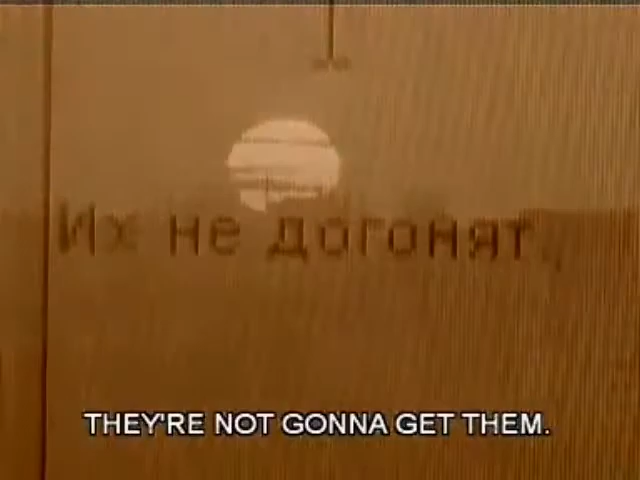 Их не догонят.
THEY'RE NOT GONNA GET THEM.